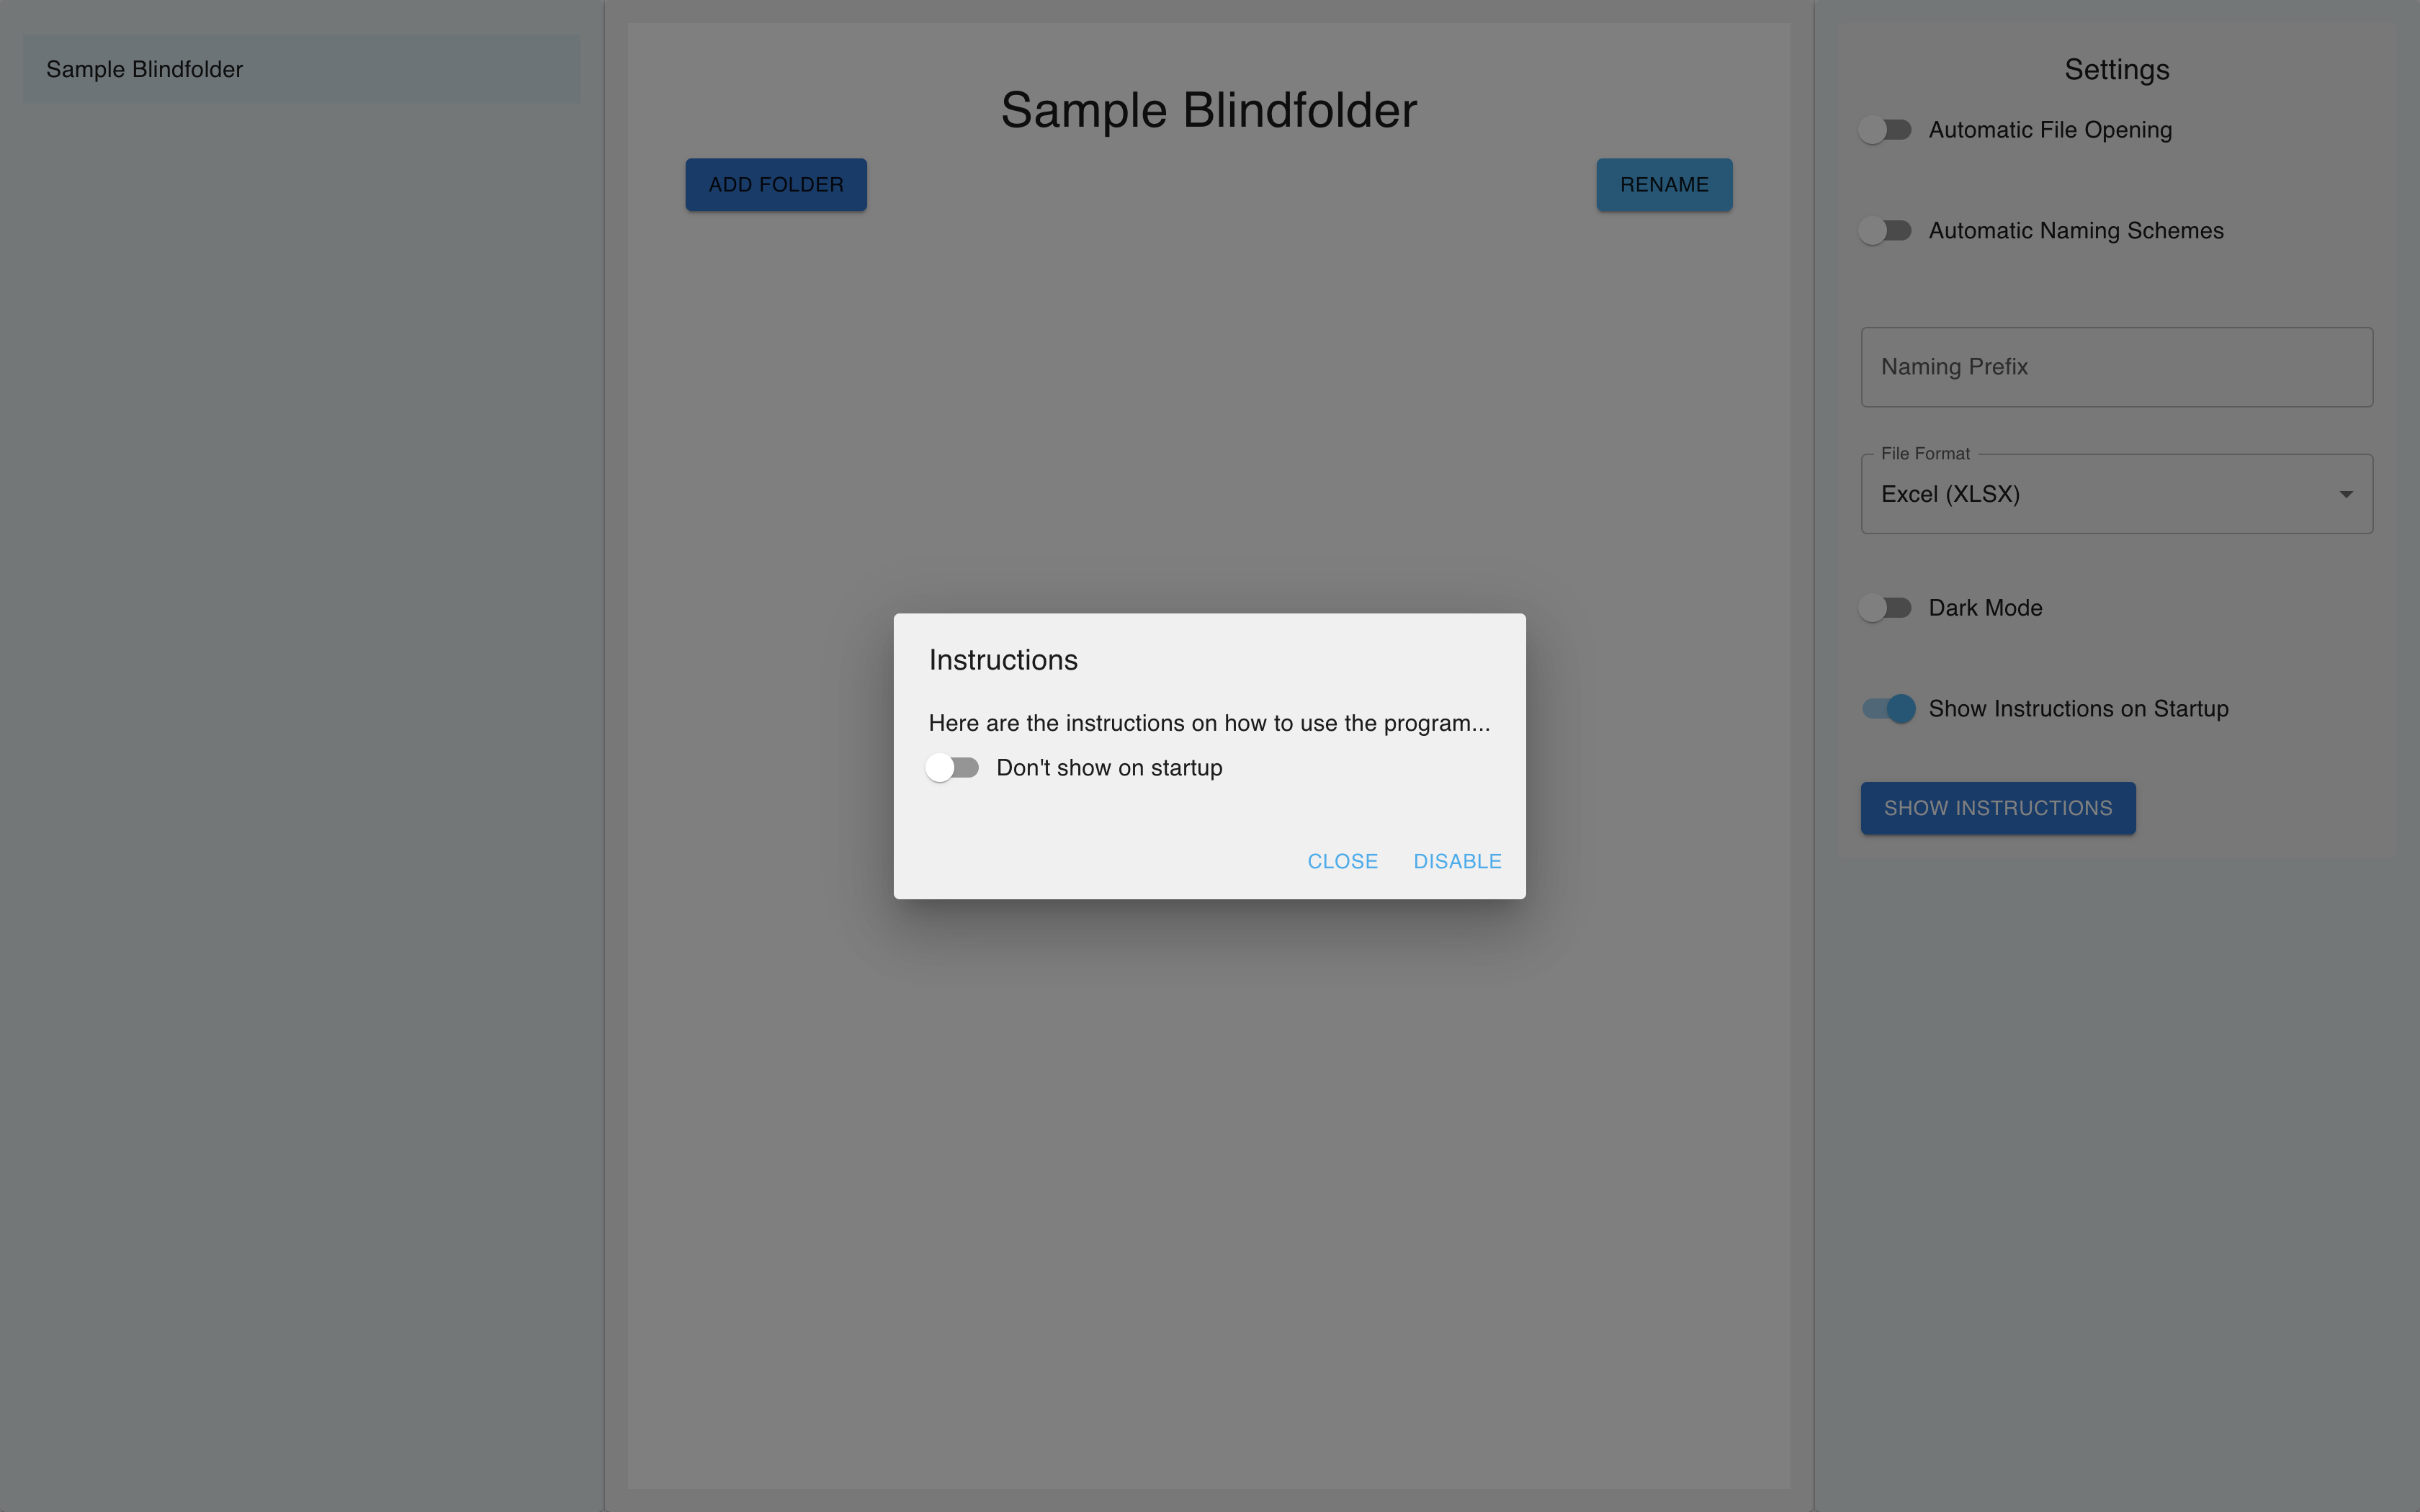 Sample Blindfolder
Sample Blindfolder
ADD FOLDER
RENAME
Settings
Automatic File Opening
Automatic Naming Schemes
Naming Prefix
File Format
Excel (XLSX)
Dark Mode
Show Instructions on Startup
SHOW INSTRUCTIONS
Instructions
Here are the instructions on how to use the program...
Don't show on startup
CLOSE
DISABLE